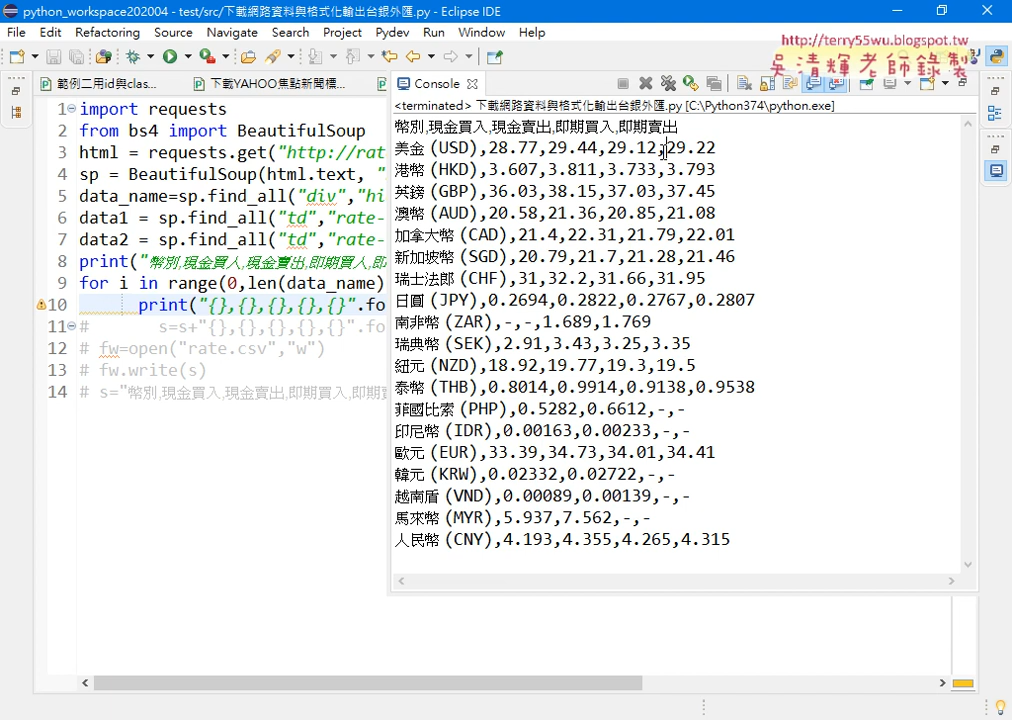 python_workspace202004 - test/src/下載網路資料與格式化輸出台銀外匯.py - Eclipse IDE
File Edit Refactoring Source Navigate Search Project Pydev Run Window Help
http://terry55wu.blogspot.tw
吳清輝老師錄製
範例二用id與clas...
下載YAHOO焦點新聞標...
Console
<terminated> 下載網路資料與格式化輸出台銀外匯.py [C:\Python374\python.exe]
1 import requests
2 from bs4 import BeautifulSoup
3 html = requests.get("http://rat
4 sp = BeautifulSoup(html.text, "
5 data_name=sp.find_all("div","hi
6 data1 = sp.find_all("td","rate-
7 data2 = sp.find_all("td","rate-
8 print("幣別,現金買入,現金賣出,即期買入,即
9 for i in range(0,len(data_name)
10 print("{},{},{},{},{}".fo
11 # s=s+"{},{},{},{},{}".fo
12 # fw=open("rate.csv","w")
13 # fw.write(s)
14 # s="幣別,現金買入,現金賣出,即期買入,即期賣
幣別,現金買入,現金賣出,即期買入,即期賣出
美金 (USD),28.77,29.44,29.12,29.22
港幣 (HKD),3.607,3.811,3.733,3.793
英鎊 (GBP),36.03,38.15,37.03,37.45
澳幣 (AUD),20.58,21.36,20.85,21.08
加拿大幣 (CAD),21.4,22.31,21.79,22.01
新加坡幣 (SGD),20.79,21.7,21.28,21.46
瑞士法郎 (CHF),31,32.2,31.66,31.95
日圓 (JPY),0.2694,0.2822,0.2767,0.2807
南非幣 (ZAR),-,-,1.689,1.769
瑞典幣 (SEK),2.91,3.43,3.25,3.35
紐元 (NZD),18.92,19.77,19.3,19.5
泰幣 (THB),0.8014,0.9914,0.9138,0.9538
菲國比索 (PHP),0.5282,0.6612,-,-
印尼幣 (IDR),0.00163,0.00233,-,-
歐元 (EUR),33.39,34.73,34.01,34.41
韓元 (KRW),0.02332,0.02722,-,-
越南盾 (VND),0.00089,0.00139,-,-
馬來幣 (MYR),5.937,7.562,-,-
人民幣 (CNY),4.193,4.355,4.265,4.315